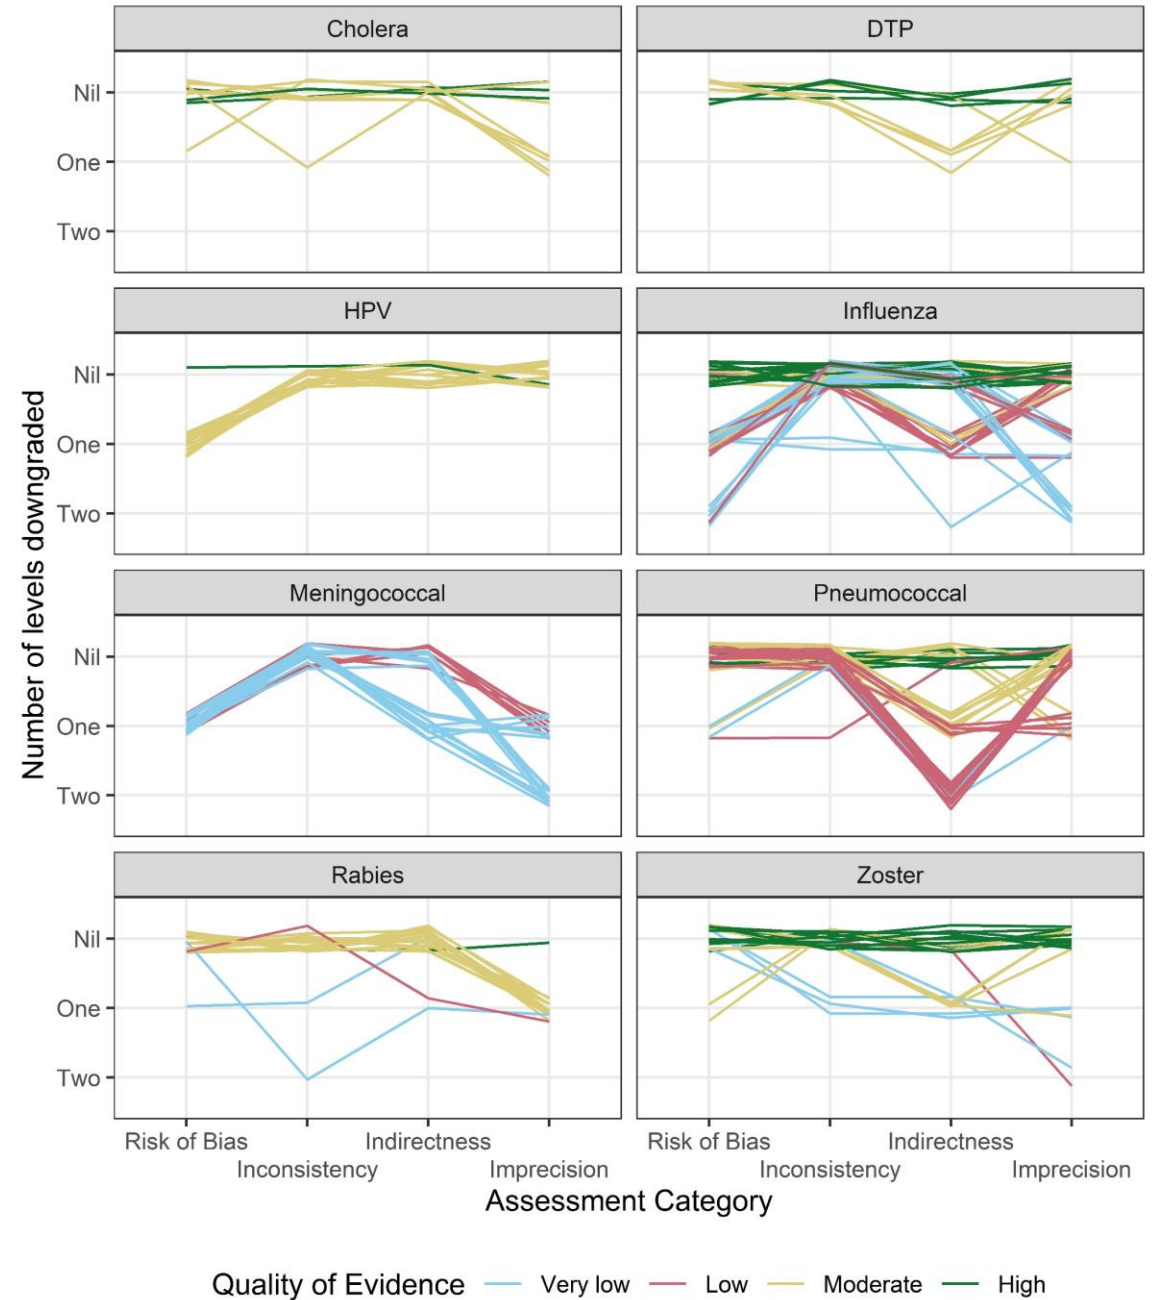 Cholera
DTP
Nil
One
Two
HPV
Influenza
Nil
One
Two
Number of levels downgraded
Meningococcal
Pneumococcal
Nil
One
Two
Rabies
Zoster
Nil
One
Two
Risk of Bias
Inconsistency
Indirectness
Imprecision
Risk of Bias
Inconsistency
Indirectness
Imprecision
Assessment Category
Quality of Evidence Very low Low Moderate High